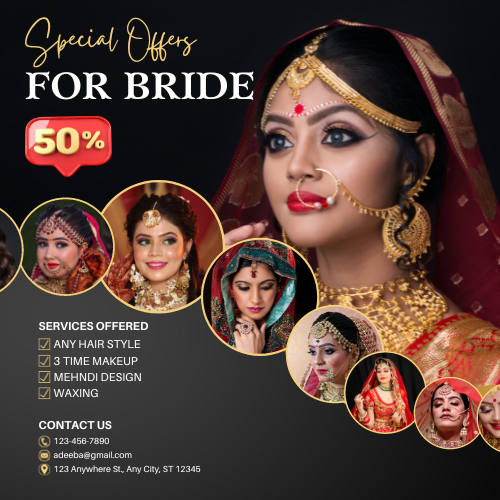 Special Offers
FOR BRIDE
50%
SERVICES OFFERED
ANY HAIR STYLE
3 TIME MAKEUP
MEHNDI DESIGN
WAXING
CONTACT US
123-456-7890
adeeba@gmail.com
123 Anywhere St., Any City, ST 12345